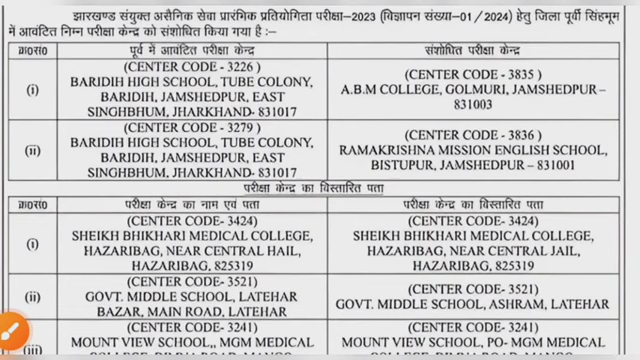 झारखण्ड संयुक्त असैनिक सेवा प्रारंभिक प्रतियोगिता परीक्षा–2023 (विज्ञापन संख्या–01/2024) हेतु जिला पूर्वी सिंहभूम
में आवंटित निम्न परीक्षा केन्द्र को संशोधित किया गया है :–
क्र०सं० पूर्व में आवंटित परीक्षा केन्द्र संशोधित परीक्षा केन्द्र
(i)
(CENTER CODE - 3226 )
BARIDIH HIGH SCHOOL, TUBE COLONY,
BARIDIH, JAMSHEDPUR, EAST
SINGHBHUM, JHARKHAND- 831017
(CENTER CODE - 3835 )
A.B.M COLLEGE, GOLMURI, JAMSHEDPUR –
831003
(ii)
(CENTER CODE - 3279 )
BARIDIH HIGH SCHOOL, TUBE COLONY,
BARIDIH, JAMSHEDPUR, EAST
SINGHBHUM, JHARKHAND- 831017
(CENTER CODE - 3836 )
RAMAKRISHNA MISSION ENGLISH SCHOOL,
BISTUPUR, JAMSHEDPUR – 831001
परीक्षा केन्द्र का विस्तारित पता
क्र०सं० परीक्षा केन्द्र का नाम एवं पता परीक्षा केन्द्र का विस्तारित पता
(i)
(CENTER CODE- 3424)
SHEIKH BHIKHARI MEDICAL COLLEGE,
HAZARIBAG, NEAR CENTRAL HAIL,
HAZARIBAG, 825319
(CENTER CODE- 3424)
SHEIKH BHIKHARI MEDICAL COLLEGE,
HAZARIBAG, NEAR CENTRAL JAIL,
HAZARIBAG, 825319
(ii)
(CENTER CODE- 3521)
GOVT. MIDDLE SCHOOL, LATEHAR
BAZAR, MAIN ROAD, LATEHAR
(CENTER CODE- 3521)
GOVT. MIDDLE SCHOOL, ASHRAM, LATEHAR
(iii)
(CENTER CODE- 3241)
MOUNT VIEW SCHOOL,, MGM MEDICAL
(CENTER CODE- 3241)
MOUNT VIEW SCHOOL, PO- MGM MEDICAL